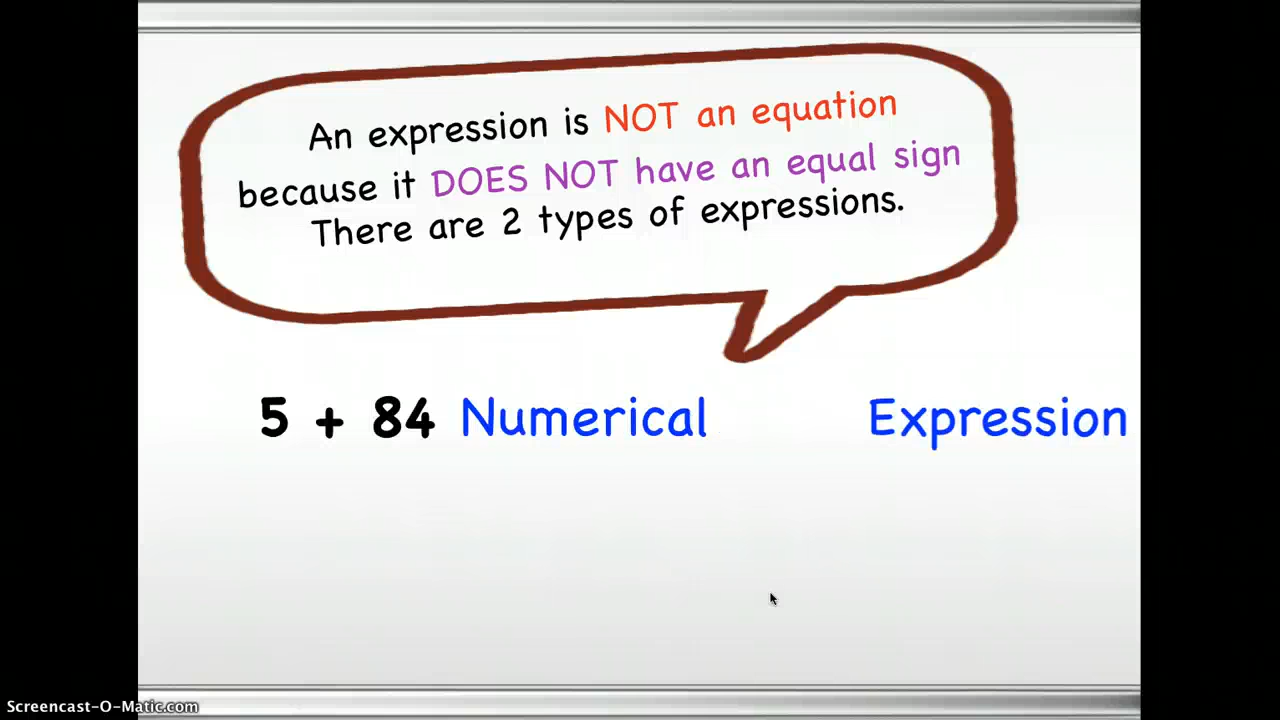 An expression is NOT an equation
because it DOES NOT have an equal sign
There are 2 types of expressions.
5 + 84 Numerical Expression
Screencast-O-Matic.com